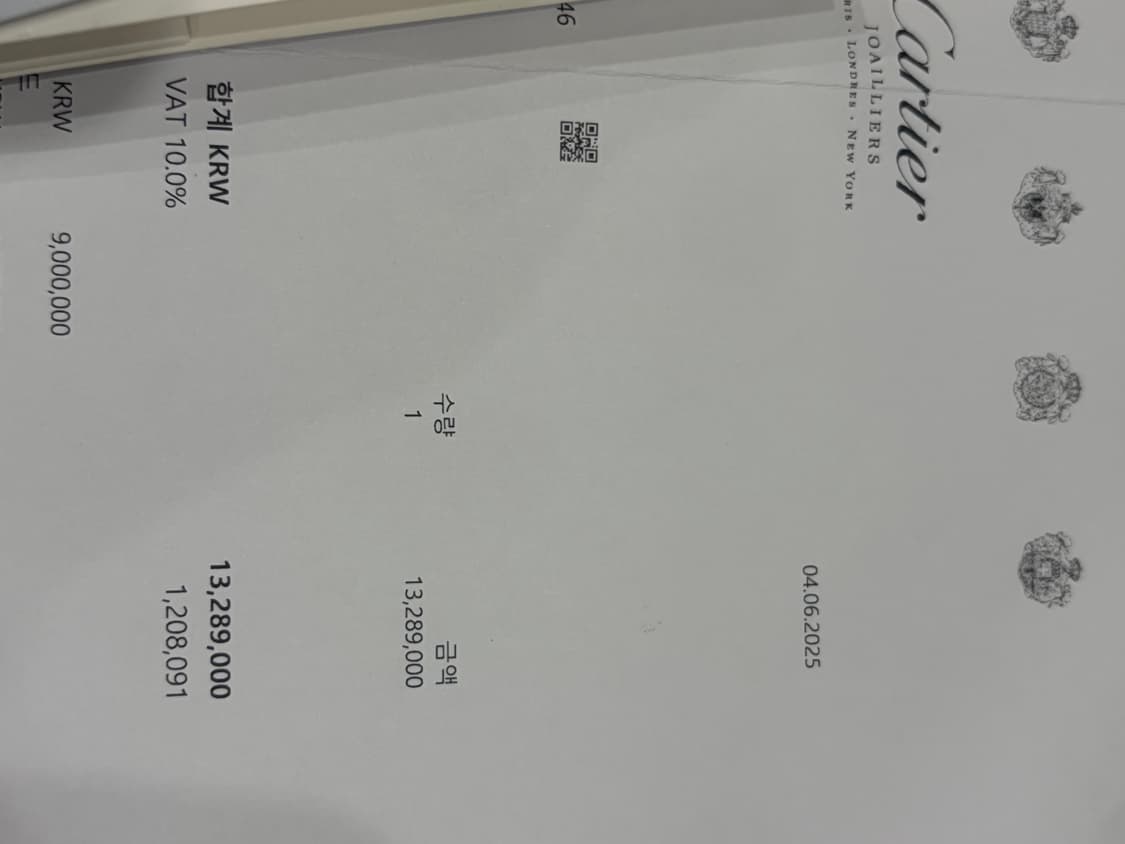 Cartier
JOAILLIERS
LONDRES • NEW YORK
04.06.2025
46
수량 금액
1 13,289,000
합계 KRW 13,289,000
VAT 10.0% 1,208,091
KRW 9,000,000
드